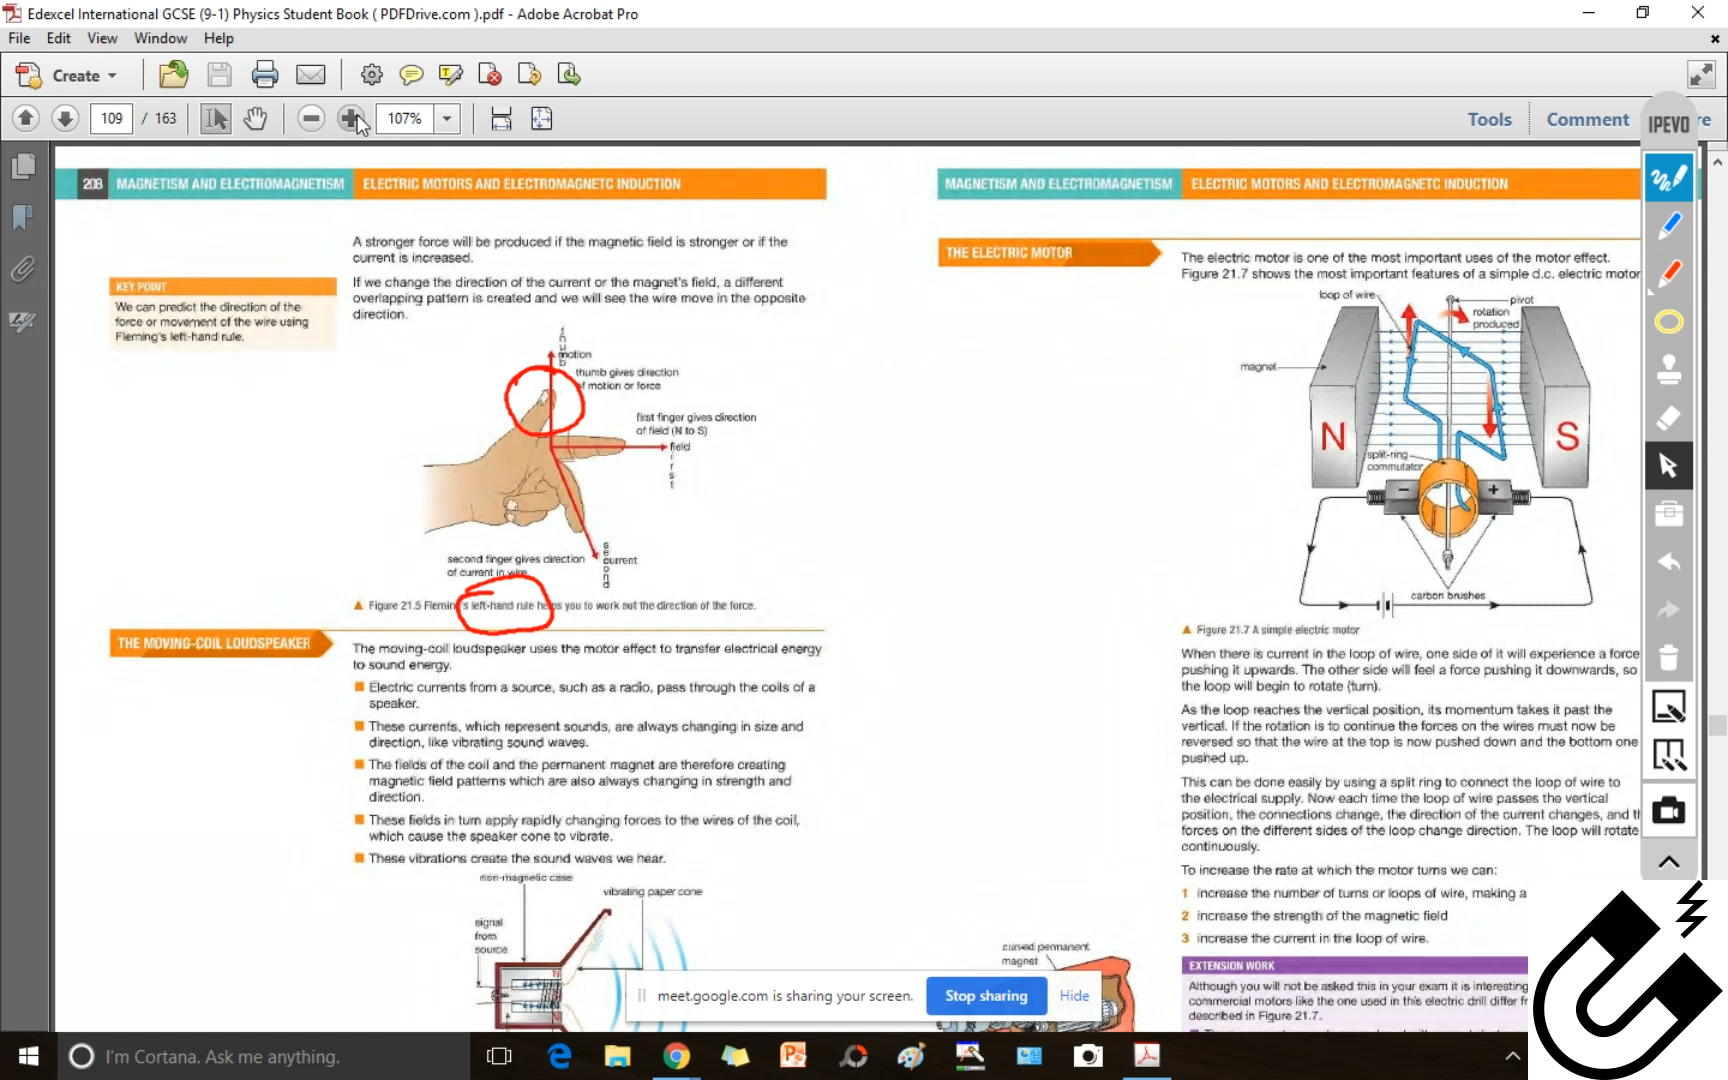 Edexcel International GCSE (9-1) Physics Student Book ( PDFDrive.com ).pdf - Adobe Acrobat Pro
File Edit View Window Help
Create
109 / 163 107% Tools Comment
IPEVO
208 MAGNETISM AND ELECTROMAGNETISM ELECTRIC MOTORS AND ELECTROMAGNETC INDUCTION
A stronger force will be produced if the magnetic field is stronger or if the
current is increased.
If we change the direction of the current or the magnet's field, a different
overlapping pattern is created and we will see the wire move in the opposite
direction.
KEY POINT
We can predict the direction of the
force or movement of the wire using
Fleming's left-hand rule.
motion
thumb gives direction
of motion or force
first finger gives direction
of field (N to S)
field
first
second
current
second finger gives direction
of current in wire
Figure 21.5 Fleming's left-hand rule helps you to work out the direction of the force.
THE MOVING-COIL LOUDSPEAKER
The moving-coil loudspeaker uses the motor effect to transfer electrical energy
to sound energy.
Electric currents from a source, such as a radio, pass through the coils of a
speaker.
These currents, which represent sounds, are always changing in size and
direction, like vibrating sound waves.
The fields of the coil and the permanent magnet are therefore creating
magnetic field patterns which are also always changing in strength and
direction.
These fields in turn apply rapidly changing forces to the wires of the coil,
which cause the speaker cone to vibrate.
These vibrations create the sound waves we hear.
non-magnetic case
vibrating paper cone
signal
from
source
N
N
MAGNETISM AND ELECTROMAGNETISM ELECTRIC MOTORS AND ELECTROMAGNETC INDUCTION
THE ELECTRIC MOTOR
The electric motor is one of the most important uses of the motor effect.
Figure 21.7 shows the most important features of a simple d.c. electric motor
loop of wire
pivot
rotation
produced
magnet
N
S
split-ring
commutator
− +
carbon brushes
Figure 21.7 A simple electric motor
When there is current in the loop of wire, one side of it will experience a force
pushing it upwards. The other side will feel a force pushing it downwards, so
the loop will begin to rotate (turn).
As the loop reaches the vertical position, its momentum takes it past the
vertical. If the rotation is to continue the forces on the wires must now be
reversed so that the wire at the top is now pushed down and the bottom one
pushed up.
This can be done easily by using a split ring to connect the loop of wire to
the electrical supply. Now each time the loop of wire passes the vertical
position, the connections change, the direction of the current changes, and
forces on the different sides of the loop change direction. The loop will rotate
continuously.
To increase the rate at which the motor turns we can:
1 increase the number of turns or loops of wire, making a
2 increase the strength of the magnetic field
3 increase the current in the loop of wire.
curved permanent
magnet
EXTENSION WORK
Although you will not be asked this in your exam it is interesting
commercial motors like the one used in this electric drill differ
described in Figure 21.7.
meet.google.com is sharing your screen. Stop sharing Hide
I'm Cortana. Ask me anything.